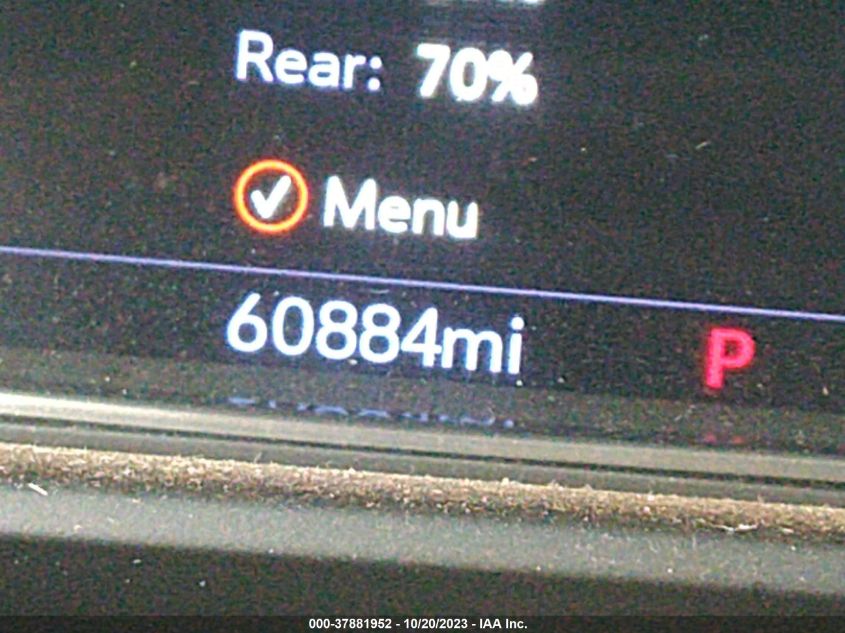 Rear: 70%
Menu
60884mi P
000-37881952 - 10/20/2023 - IAA Inc.